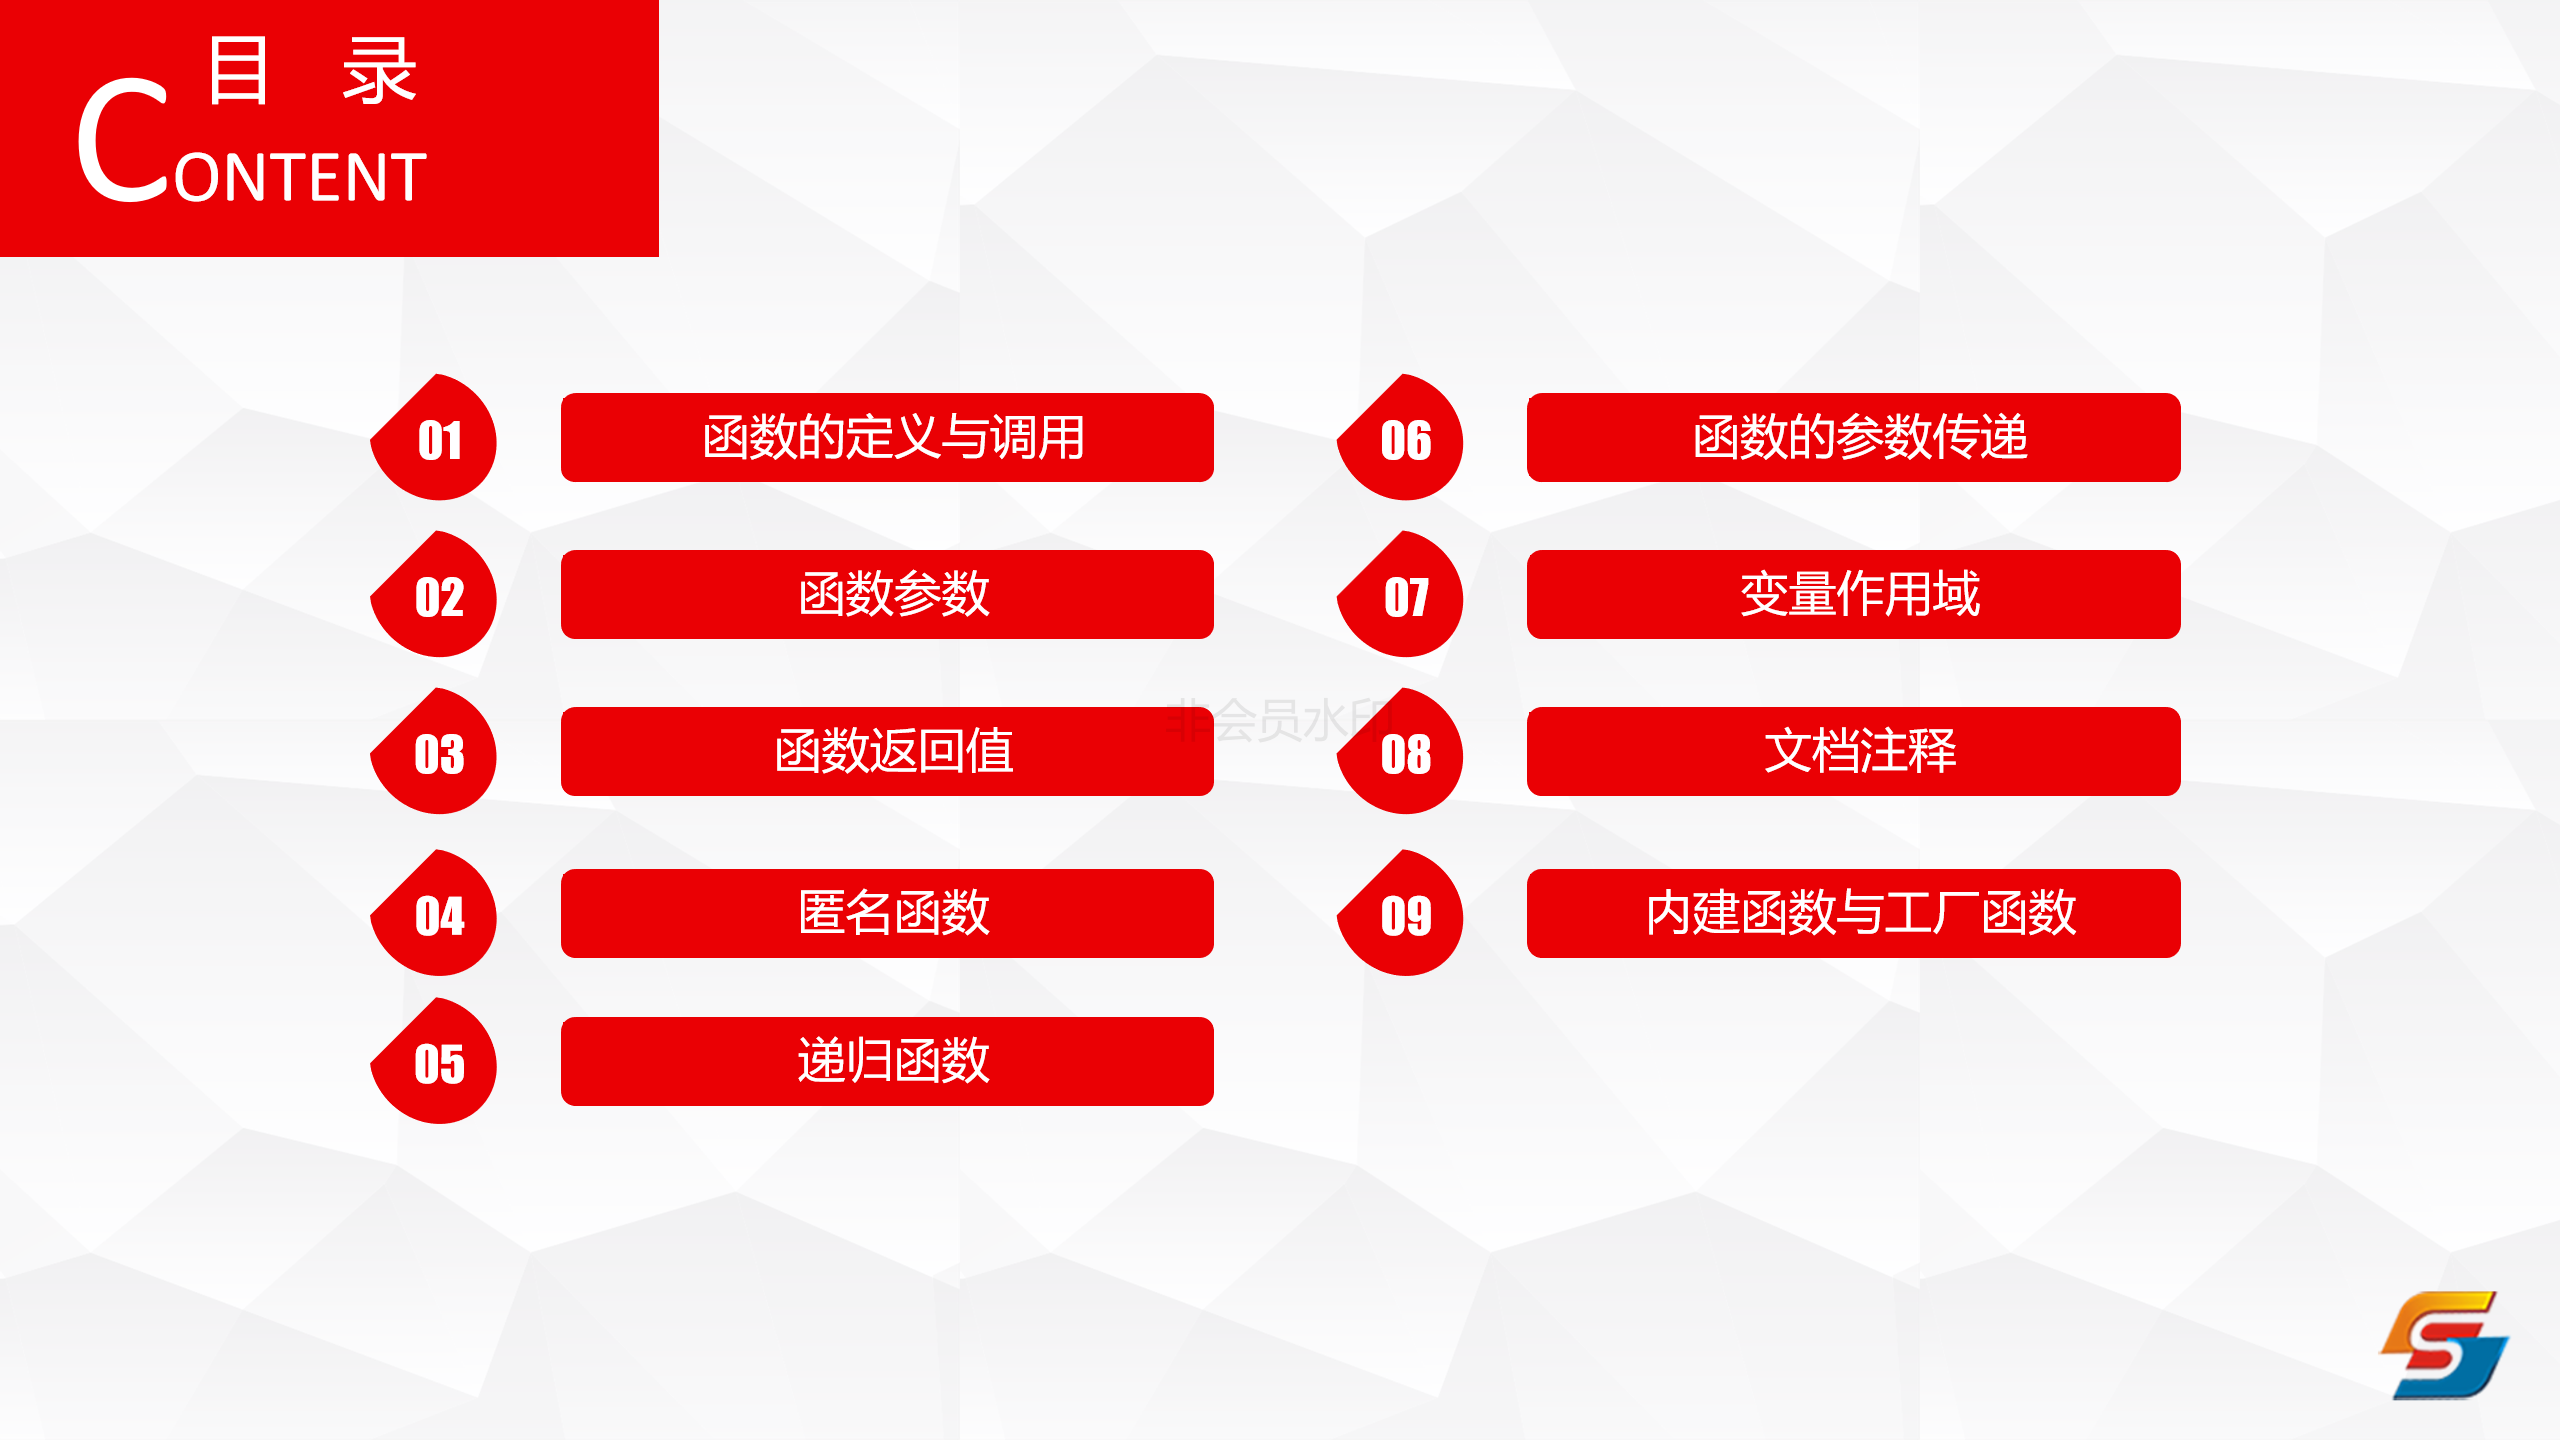 目 录
CONTENT
01
函数的定义与调用
02
函数参数
03
函数返回值
04
匿名函数
05
递归函数
06
函数的参数传递
07
变量作用域
08
文档注释
09
内建函数与工厂函数
非会员水印